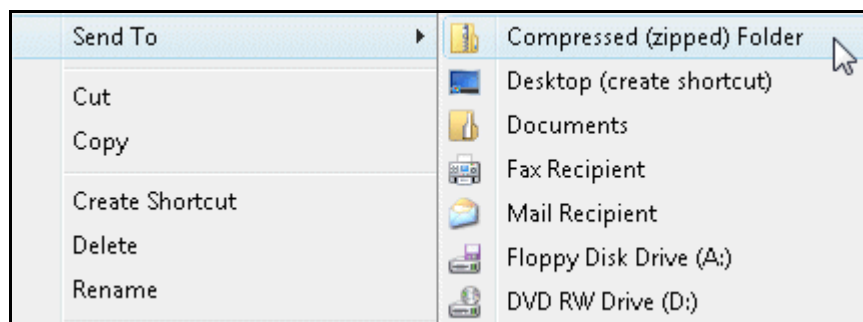 Send To
Cut
Copy
Create Shortcut
Delete
Rename
Compressed (zipped) Folder
Desktop (create shortcut)
Documents
Fax Recipient
Mail Recipient
Floppy Disk Drive (A:)
DVD RW Drive (D:)